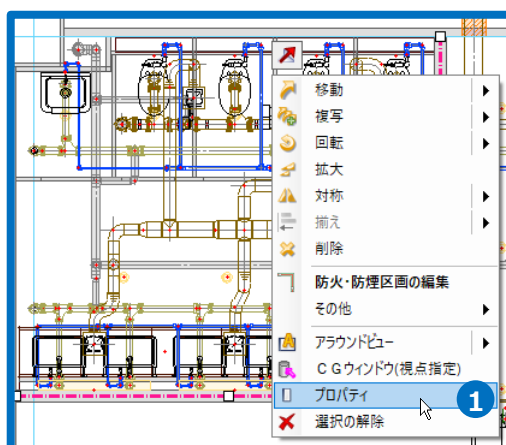 移動
複写
回転
拡大
対称
揃え
削除
防火・防煙区画の編集
その他
アラウンドビュー
CGウィンドウ(視点指定)
プロパティ
1
選択の解除